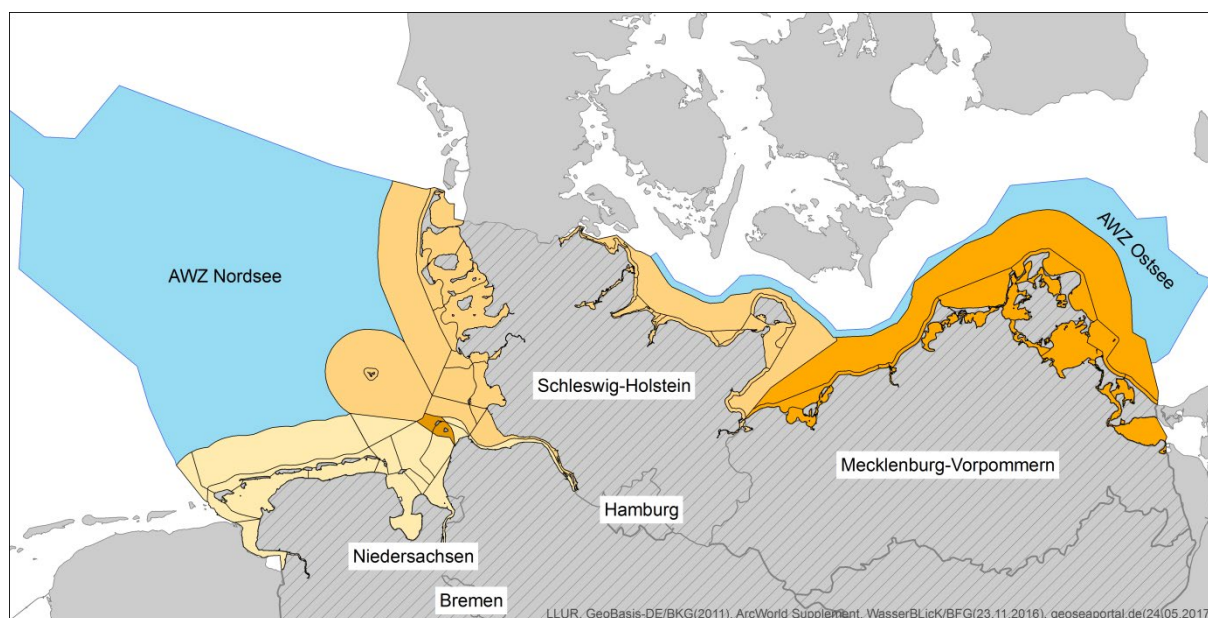 AWZ Ostsee
AWZ Nordsee
Schleswig-Holstein
Mecklenburg-Vorpommern
Hamburg
Niedersachsen
Bremen
LLUR, GeoBasis-DE/BKG(2011), ArcWorld Supplement, WasserBLicK/BFG(23.11.2016), geoseaportal.de(24.05.2017